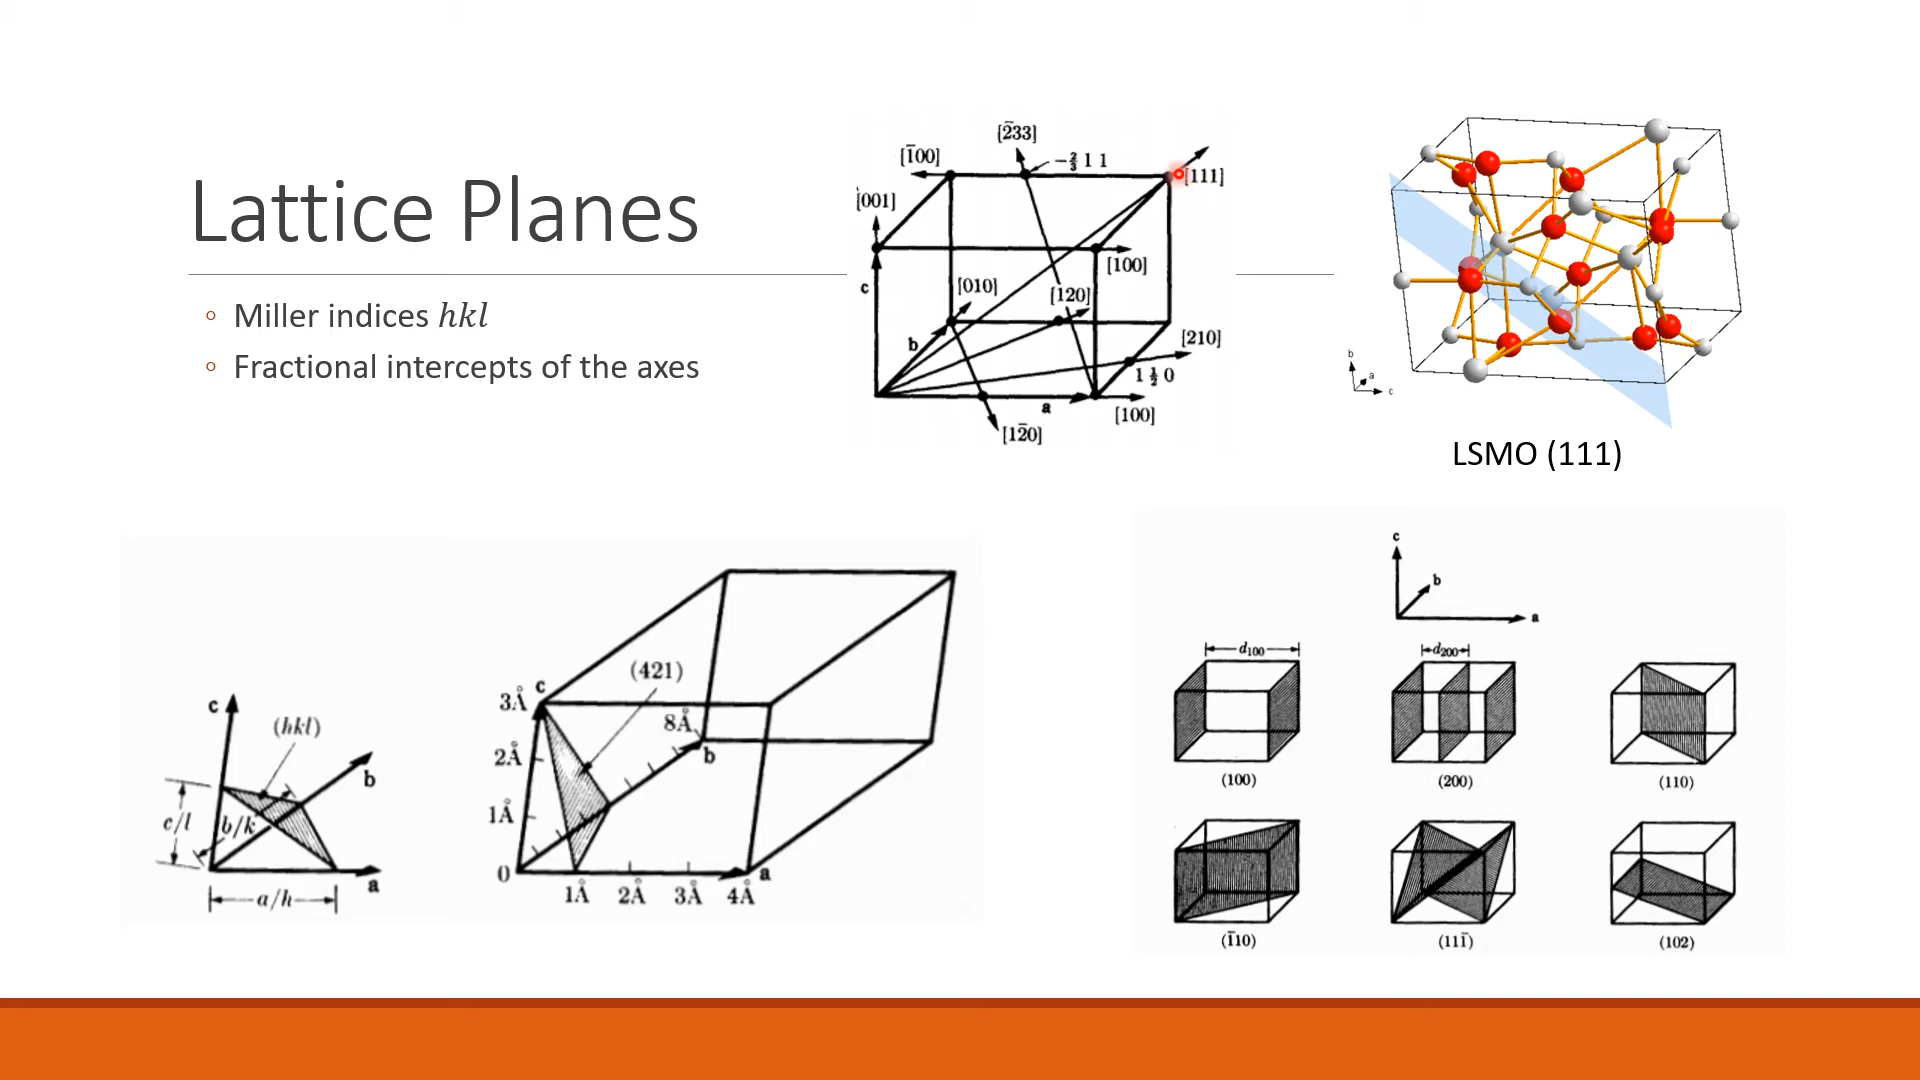 Lattice Planes
◦ Miller indices ℎ𝑘𝑙
◦ Fractional intercepts of the axes
[2̅33]
[1̅00]
−⅔ 1 1
[111]
[001]
[100]
c
[010]
[120]
b
[210]
1 ½ 0
a
[100]
[12̅0]
b
a
c
LSMO (111)
c
(hkl)
b
c/l
b/k
a
a/h
(421)
c
3Å
8Å
b
2Å
1Å
0
a
1Å 2Å 3Å 4Å
c
b
a
d₁₀₀
d₂₀₀
(100)
(200)
(110)
(1̅10)
(111̅)
(102)